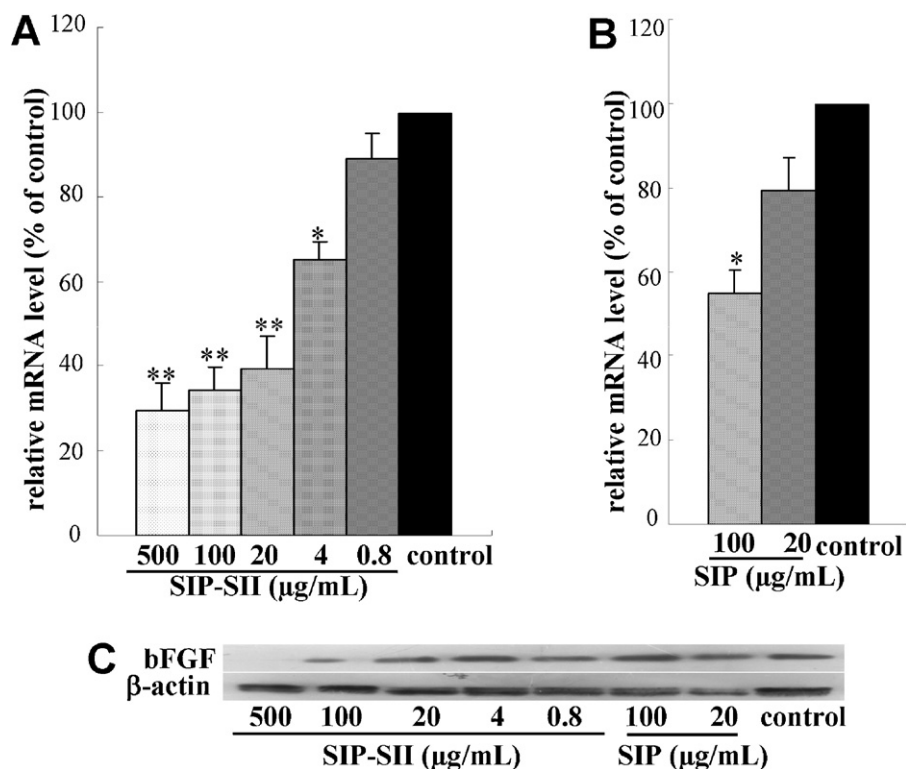 A
relative mRNA level (% of control)
120
100
80
60
40
20
0
**
**
**
*
500 100 20 4 0.8 control
SIP-SII (μg/mL)
B
relative mRNA level (% of control)
120
100
80
60
40
20
0
*
100 20 control
SIP (μg/mL)
C
bFGF
β-actin
500 100 20 4 0.8 100 20 control
SIP-SII (μg/mL) SIP (μg/mL)